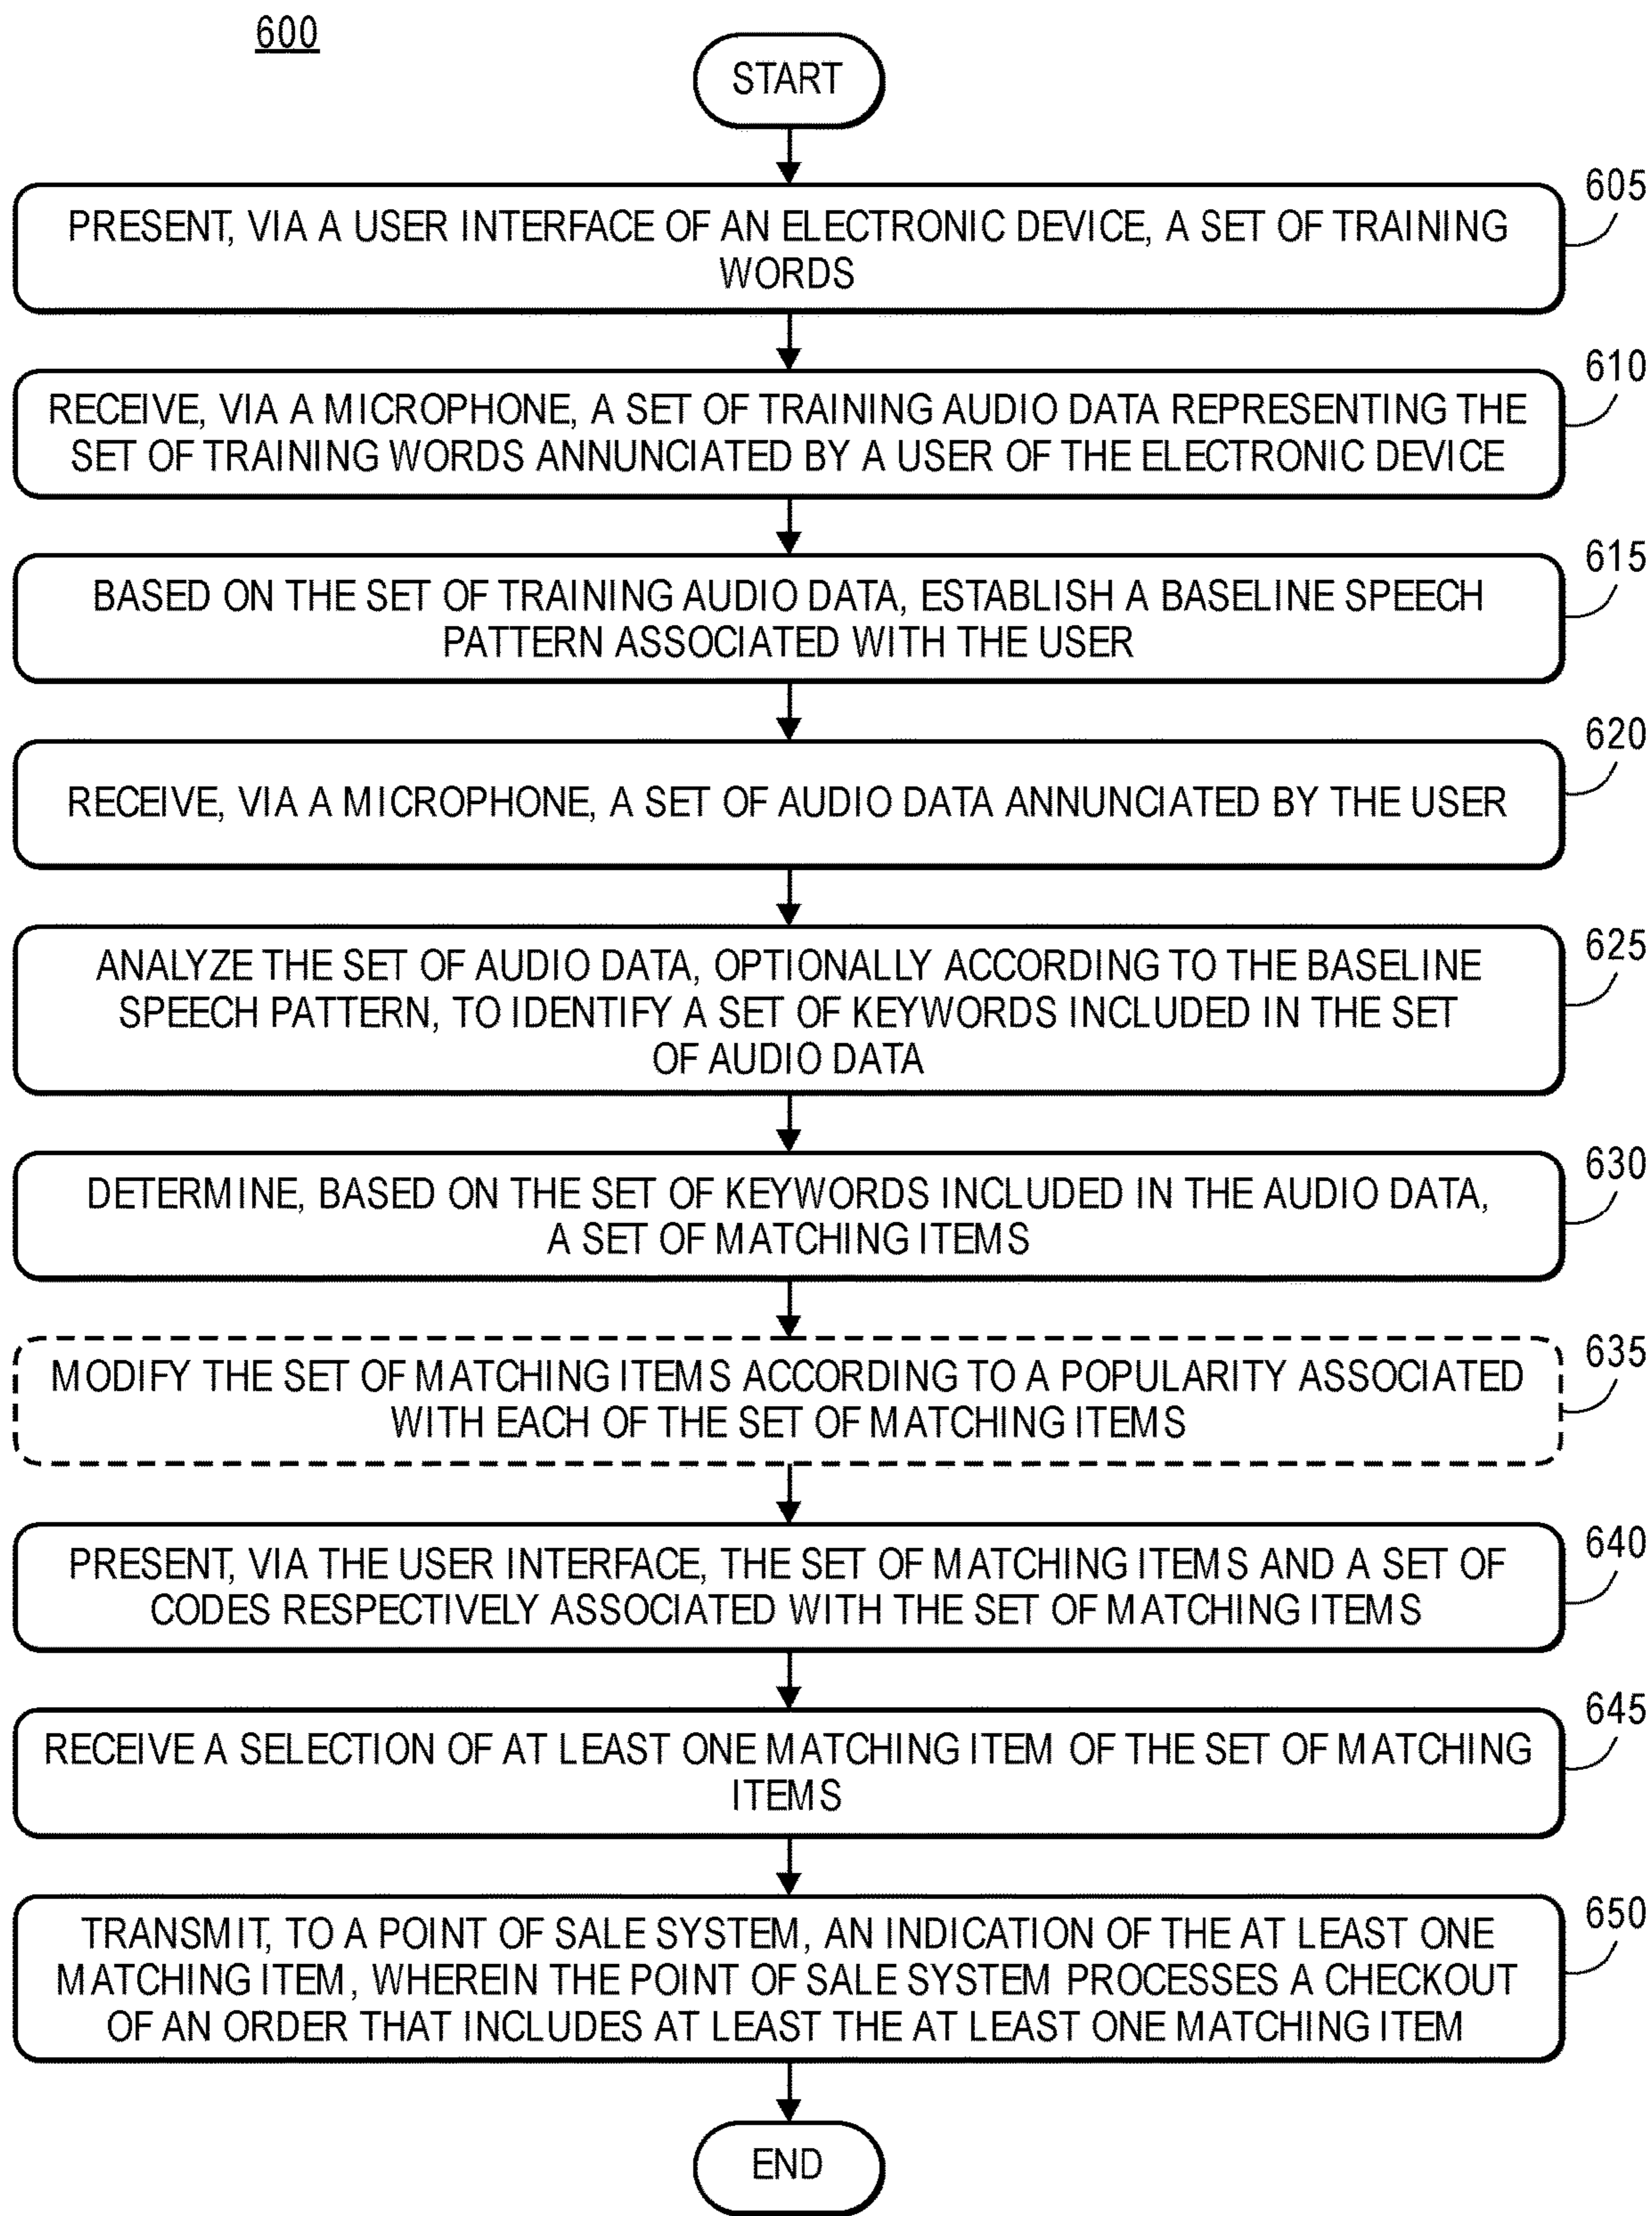 600
START
605
PRESENT, VIA A USER INTERFACE OF AN ELECTRONIC DEVICE, A SET OF TRAINING
WORDS
610
RECEIVE, VIA A MICROPHONE, A SET OF TRAINING AUDIO DATA REPRESENTING THE
SET OF TRAINING WORDS ANNUNCIATED BY A USER OF THE ELECTRONIC DEVICE
615
BASED ON THE SET OF TRAINING AUDIO DATA, ESTABLISH A BASELINE SPEECH
PATTERN ASSOCIATED WITH THE USER
620
RECEIVE, VIA A MICROPHONE, A SET OF AUDIO DATA ANNUNCIATED BY THE USER
625
ANALYZE THE SET OF AUDIO DATA, OPTIONALLY ACCORDING TO THE BASELINE
SPEECH PATTERN, TO IDENTIFY A SET OF KEYWORDS INCLUDED IN THE SET
OF AUDIO DATA
630
DETERMINE, BASED ON THE SET OF KEYWORDS INCLUDED IN THE AUDIO DATA,
A SET OF MATCHING ITEMS
635
MODIFY THE SET OF MATCHING ITEMS ACCORDING TO A POPULARITY ASSOCIATED
WITH EACH OF THE SET OF MATCHING ITEMS
640
PRESENT, VIA THE USER INTERFACE, THE SET OF MATCHING ITEMS AND A SET OF
CODES RESPECTIVELY ASSOCIATED WITH THE SET OF MATCHING ITEMS
645
RECEIVE A SELECTION OF AT LEAST ONE MATCHING ITEM OF THE SET OF MATCHING
ITEMS
650
TRANSMIT, TO A POINT OF SALE SYSTEM, AN INDICATION OF THE AT LEAST ONE
MATCHING ITEM, WHEREIN THE POINT OF SALE SYSTEM PROCESSES A CHECKOUT
OF AN ORDER THAT INCLUDES AT LEAST THE AT LEAST ONE MATCHING ITEM
END